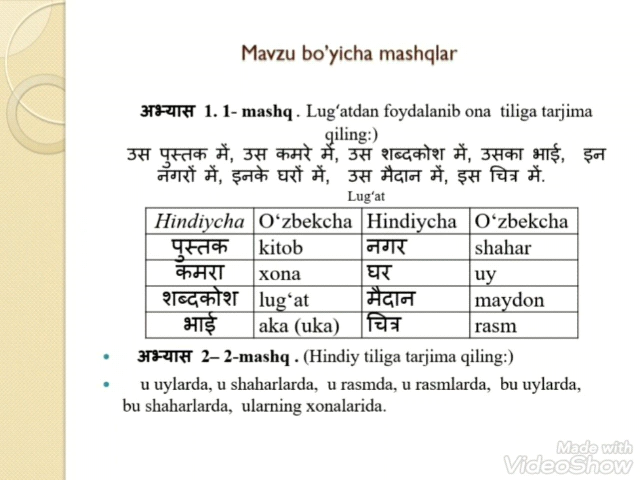 Mavzu bo’yicha mashqlar
अभ्यास 1. 1- mashq . Lug‘atdan foydalanib ona tiliga tarjima
qiling:)
उस पुस्तक में, उस कमरे में, उस शब्दकोश में, उसका भाई, इन
नगरों में, इनके घरों में, उस मैदान में, इस चित्र में.
Lug‘at
Hindiycha O‘zbekcha Hindiycha O‘zbekcha
पुस्तक kitob नगर shahar
कमरा xona घर uy
शब्दकोश lug‘at मैदान maydon
भाई aka (uka) चित्र rasm
• अभ्यास 2– 2-mashq . (Hindiy tiliga tarjima qiling:)
• u uylarda, u shaharlarda, u rasmda, u rasmlarda, bu uylarda,
bu shaharlarda, ularning xonalarida.
Made with
VideoShow